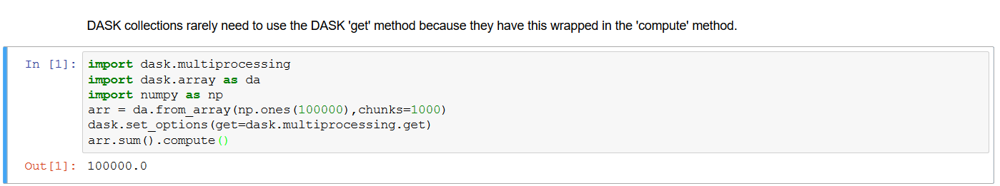 DASK collections rarely need to use the DASK 'get' method because they have this wrapped in the 'compute' method.
In [1]: import dask.multiprocessing
import dask.array as da
import numpy as np
arr = da.from_array(np.ones(100000),chunks=1000)
dask.set_options(get=dask.multiprocessing.get)
arr.sum().compute()
Out[1]: 100000.0